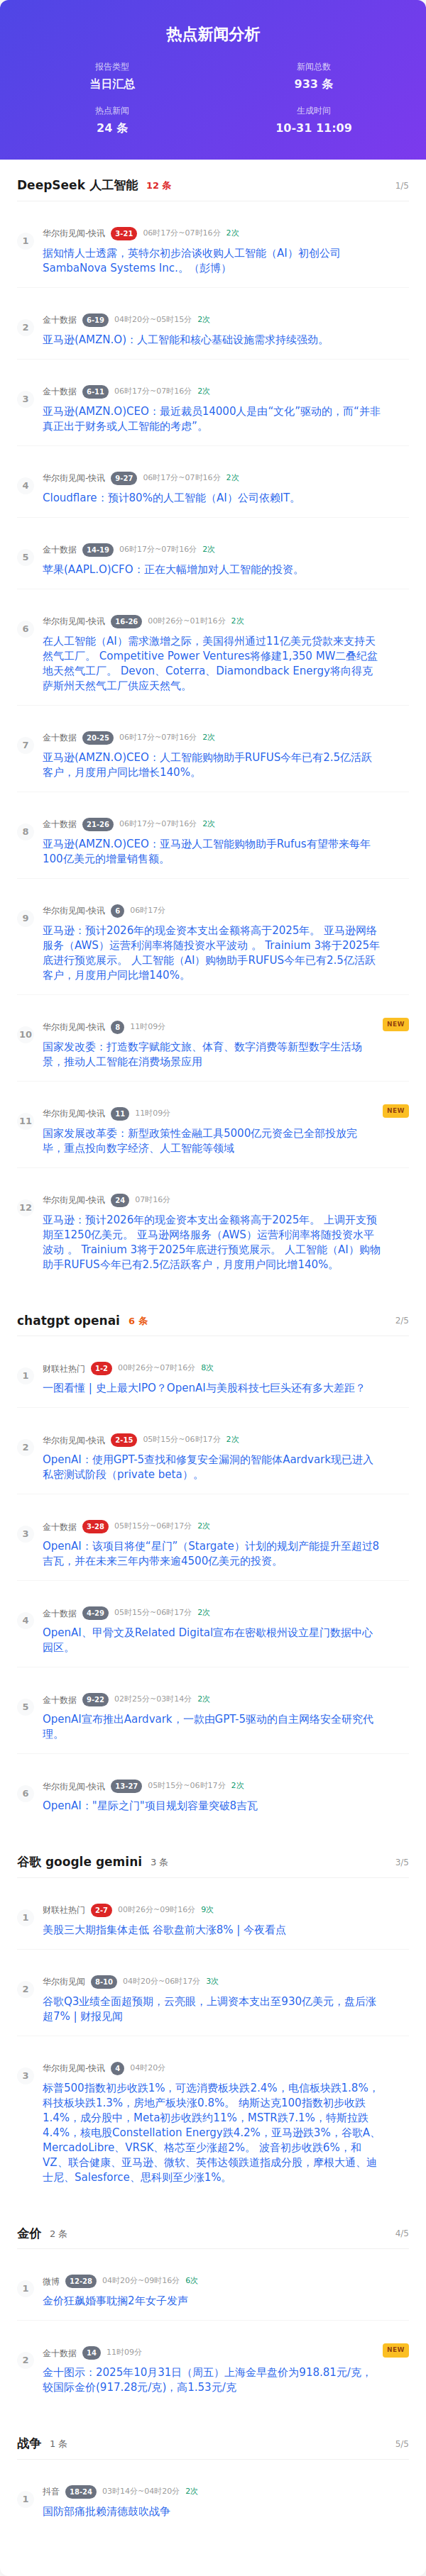 热点新闻分析
报告类型 新闻总数
当日汇总 933 条
热点新闻 生成时间
24 条 10-31 11:09
DeepSeek 人工智能 12 条 1/5
1 华尔街见闻-快讯 3-21 06时17分~07时16分 2次
据知情人士透露，英特尔初步洽谈收购人工智能（AI）初创公司
SambaNova Systems Inc.。（彭博）
2 金十数据 6-19 04时20分~05时15分 2次
亚马逊(AMZN.O)：人工智能和核心基础设施需求持续强劲。
3 金十数据 6-11 06时17分~07时16分 2次
亚马逊(AMZN.O)CEO：最近裁员14000人是由“文化”驱动的，而“并非
真正出于财务或人工智能的考虑”。
4 华尔街见闻-快讯 9-27 06时17分~07时16分 2次
Cloudflare：预计80%的人工智能（AI）公司依赖IT。
5 金十数据 14-19 06时17分~07时16分 2次
苹果(AAPL.O)CFO：正在大幅增加对人工智能的投资。
6 华尔街见闻-快讯 16-26 00时26分~01时16分 2次
在人工智能（AI）需求激增之际，美国得州通过11亿美元贷款来支持天
然气工厂。 Competitive Power Ventures将修建1,350 MW二叠纪盆
地天然气工厂。 Devon、Coterra、Diamondback Energy将向得克
萨斯州天然气工厂供应天然气。
7 金十数据 20-25 06时17分~07时16分 2次
亚马逊(AMZN.O)CEO：人工智能购物助手RUFUS今年已有2.5亿活跃
客户，月度用户同比增长140%。
8 金十数据 21-26 06时17分~07时16分 2次
亚马逊(AMZN.O)CEO：亚马逊人工智能购物助手Rufus有望带来每年
100亿美元的增量销售额。
9 华尔街见闻-快讯 6 06时17分
亚马逊：预计2026年的现金资本支出金额将高于2025年。 亚马逊网络
服务（AWS）运营利润率将随投资水平波动 。 Trainium 3将于2025年
底进行预览展示。 人工智能（AI）购物助手RUFUS今年已有2.5亿活跃
客户，月度用户同比增140%。
10 华尔街见闻-快讯 8 11时09分 NEW
国家发改委：打造数字赋能文旅、体育、数字消费等新型数字生活场
景，推动人工智能在消费场景应用
11 华尔街见闻-快讯 11 11时09分 NEW
国家发展改革委：新型政策性金融工具5000亿元资金已全部投放完
毕，重点投向数字经济、人工智能等领域
12 华尔街见闻-快讯 24 07时16分
亚马逊：预计2026年的现金资本支出金额将高于2025年。 上调开支预
期至1250亿美元。 亚马逊网络服务（AWS）运营利润率将随投资水平
波动 。 Trainium 3将于2025年底进行预览展示。 人工智能（AI）购物
助手RUFUS今年已有2.5亿活跃客户，月度用户同比增140%。
chatgpt openai 6 条 2/5
1 财联社热门 1-2 00时26分~07时16分 8次
一图看懂 | 史上最大IPO？OpenAI与美股科技七巨头还有多大差距？
2 华尔街见闻-快讯 2-15 05时15分~06时17分 2次
OpenAI：使用GPT-5查找和修复安全漏洞的智能体Aardvark现已进入
私密测试阶段（private beta）。
3 金十数据 3-28 05时15分~06时17分 2次
OpenAI：该项目将使“星门”（Stargate）计划的规划产能提升至超过8
吉瓦，并在未来三年内带来逾4500亿美元的投资。
4 金十数据 4-29 05时15分~06时17分 2次
OpenAI、甲骨文及Related Digital宣布在密歇根州设立星门数据中心
园区。
5 金十数据 9-22 02时25分~03时14分 2次
OpenAI宣布推出Aardvark，一款由GPT-5驱动的自主网络安全研究代
理。
6 华尔街见闻-快讯 13-27 05时15分~06时17分 2次
OpenAI："星际之门"项目规划容量突破8吉瓦
谷歌 google gemini 3 条 3/5
1 财联社热门 2-7 00时26分~09时16分 9次
美股三大期指集体走低 谷歌盘前大涨8% | 今夜看点
2 华尔街见闻 8-10 04时20分~06时17分 3次
谷歌Q3业绩全面超预期，云亮眼，上调资本支出至930亿美元，盘后涨
超7% | 财报见闻
3 华尔街见闻-快讯 4 04时20分
标普500指数初步收跌1%，可选消费板块跌2.4%，电信板块跌1.8%，
科技板块跌1.3%，房地产板块涨0.8%。 纳斯达克100指数初步收跌
1.4%，成分股中，Meta初步收跌约11%，MSTR跌7.1%，特斯拉跌
4.4%，核电股Constellation Energy跌4.2%，亚马逊跌3%，谷歌A、
MercadoLibre、VRSK、格芯至少涨超2%。 波音初步收跌6%，和
VZ、联合健康、亚马逊、微软、英伟达领跌道指成分股，摩根大通、迪
士尼、Salesforce、思科则至少涨1%。
金价 2 条 4/5
1 微博 12-28 04时20分~09时16分 6次
金价狂飙婚事耽搁2年女子发声
2 金十数据 14 11时09分 NEW
金十图示：2025年10月31日（周五）上海金早盘价为918.81元/克，
较国际金价(917.28元/克)，高1.53元/克
战争 1 条 5/5
1 抖音 18-24 03时14分~04时20分 2次
国防部痛批赖清德鼓吹战争